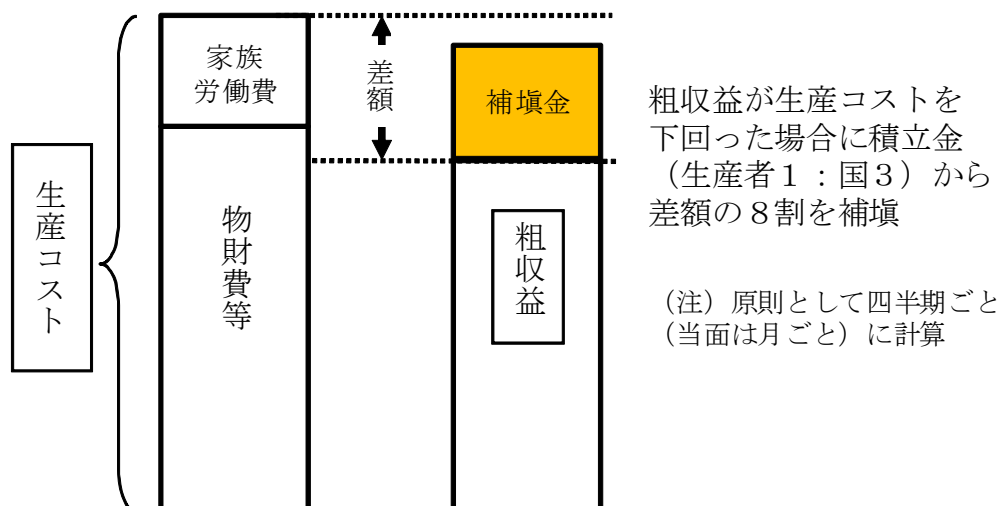 家族
労働費
差額
補塡金
生産コスト
物財費等
粗収益
粗収益が生産コストを
下回った場合に積立金
（生産者１：国３）から
差額の８割を補塡
（注）原則として四半期ごと
（当面は月ごと）に計算